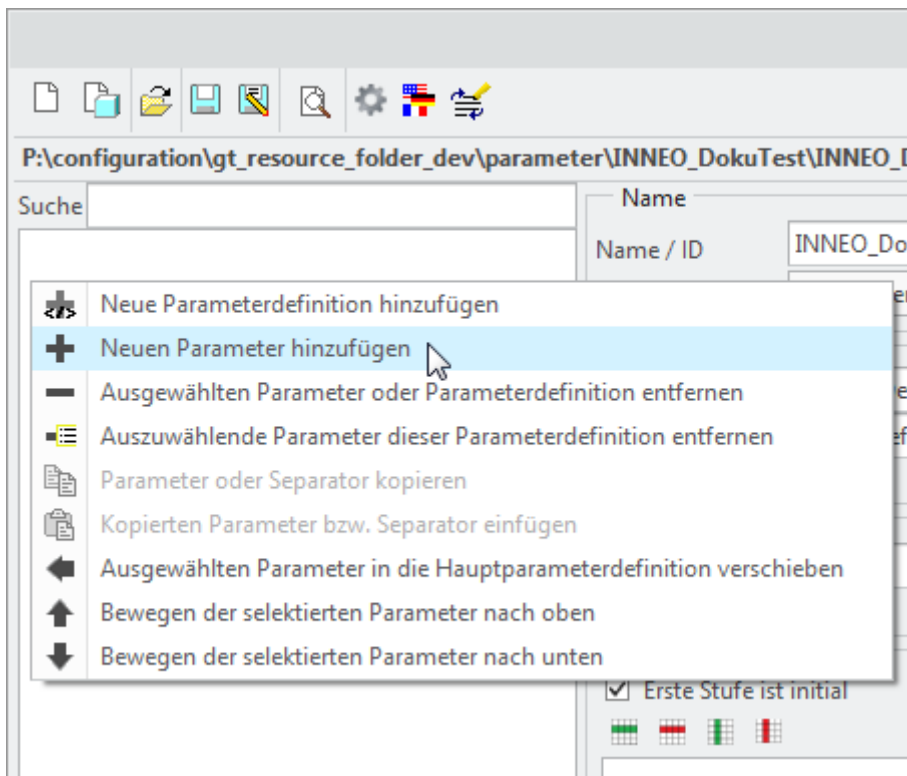 P:\configuration\gt_resource_folder_dev\parameter\INNEO_DokuTest\INNEO_
Suche
Name
Name / ID
INNEO_Do
Neue Parameterdefinition hinzufügen
Neuen Parameter hinzufügen
Ausgewählten Parameter oder Parameterdefinition entfernen
Auszuwählende Parameter dieser Parameterdefinition entfernen
Parameter oder Separator kopieren
Kopierten Parameter bzw. Separator einfügen
Ausgewählten Parameter in die Hauptparameterdefinition verschieben
Bewegen der selektierten Parameter nach oben
Bewegen der selektierten Parameter nach unten
Erste Stufe ist initial